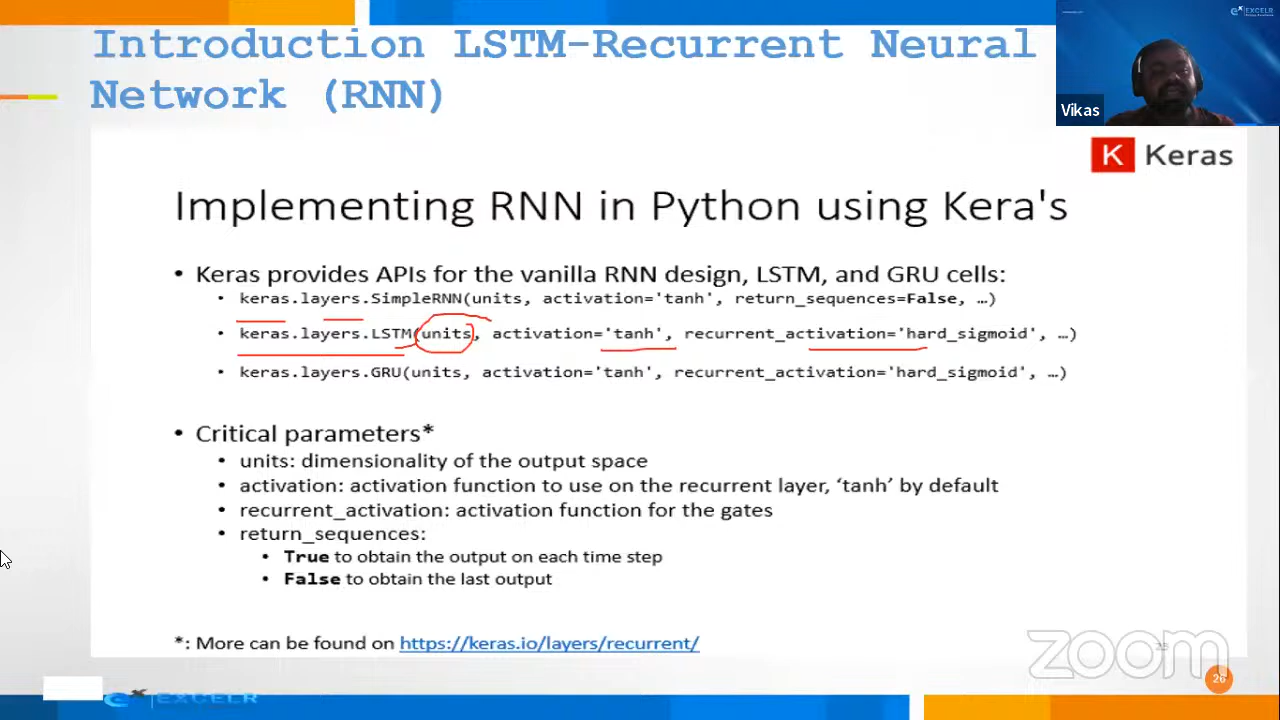 Introduction LSTM-Recurrent Neural
Network (RNN)
EXCELR
Vikas
K Keras
Implementing RNN in Python using Kera's
• Keras provides APIs for the vanilla RNN design, LSTM, and GRU cells:
• keras.layers.SimpleRNN(units, activation='tanh', return_sequences=False, …)
• keras.layers.LSTM(units, activation='tanh', recurrent_activation='hard_sigmoid', …)
• keras.layers.GRU(units, activation='tanh', recurrent_activation='hard_sigmoid', …)
• Critical parameters*
• units: dimensionality of the output space
• activation: activation function to use on the recurrent layer, ‘tanh’ by default
• recurrent_activation: activation function for the gates
• return_sequences:
• True to obtain the output on each time step
• False to obtain the last output
*: More can be found on https://keras.io/layers/recurrent/
zoom
EXCELR